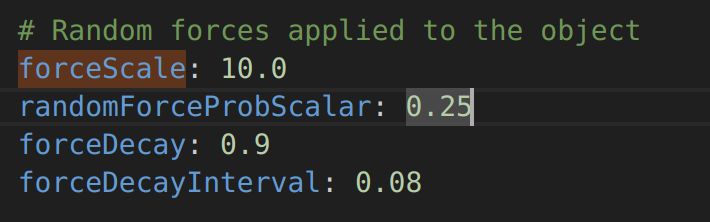 # Random forces applied to the object
forceScale: 10.0
randomForceProbScalar: 0.25
forceDecay: 0.9
forceDecayInterval: 0.08